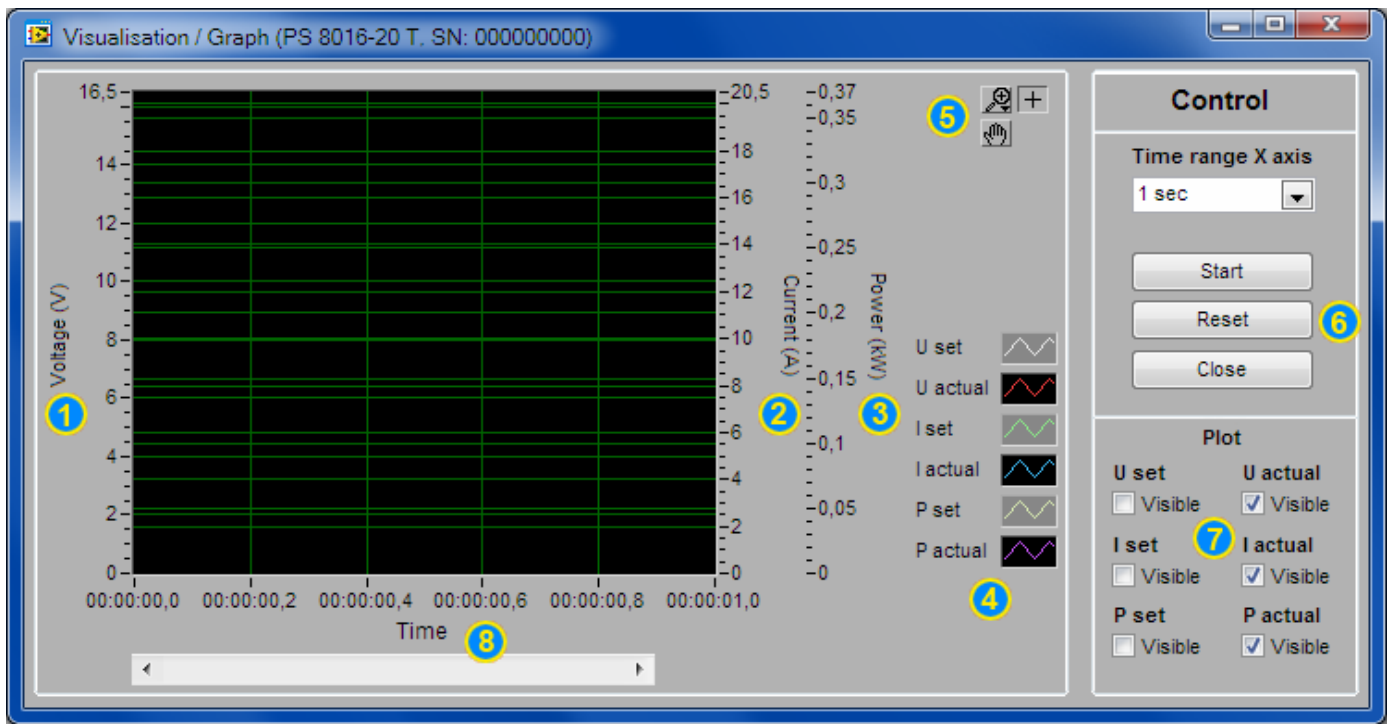 Visualisation / Graph (PS 8016-20 T, SN: 000000000)
Voltage (V)
16,5
14
12
10
8
6
4
2
0
20,5
18
16
14
12
10
8
6
4
2
0
Current (A)
0,37
0,35
0,3
0,25
0,2
0,15
0,1
0,05
0
Power (kW)
00:00:00,0 00:00:00,2 00:00:00,4 00:00:00,6 00:00:00,8 00:00:01,0
Time
1
2
3
4
5
8
U set
U actual
I set
I actual
P set
P actual
Control
Time range X axis
1 sec
Start
Reset
6
Close
Plot
U set U actual
Visible Visible
I set 7 I actual
Visible Visible
P set P actual
Visible Visible